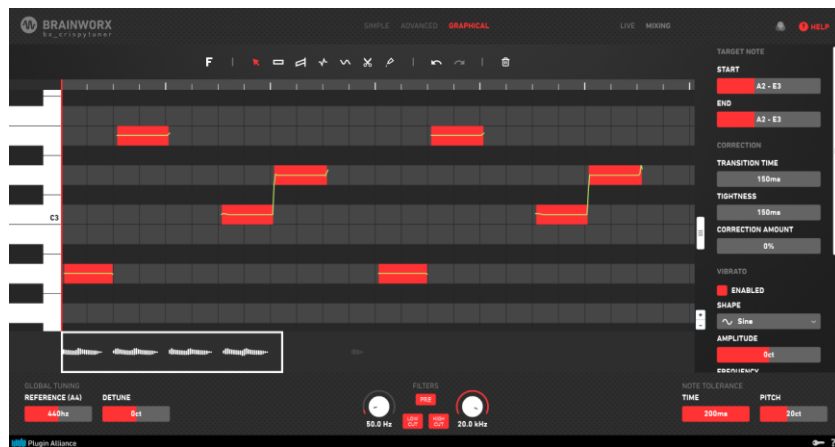 BRAINWORX
bx_crispytuner
SIMPLE ADVANCED GRAPHICAL
LIVE MIXING
? HELP
F
TARGET NOTE
START
A2 - E3
END
A2 - E3
CORRECTION
TRANSITION TIME
150ms
TIGHTNESS
150ms
CORRECTION AMOUNT
0%
C3
VIBRATO
ENABLED
SHAPE
Sine
+
-
AMPLITUDE
0ct
FREQUENCY
GLOBAL TUNING
REFERENCE (A4) DETUNE
440hz 0ct
FILTERS
PRE
50.0 Hz LOW CUT HIGH CUT 20.0 kHz
NOTE TOLERANCE
TIME PITCH
200ms 20ct
Plugin Alliance
?